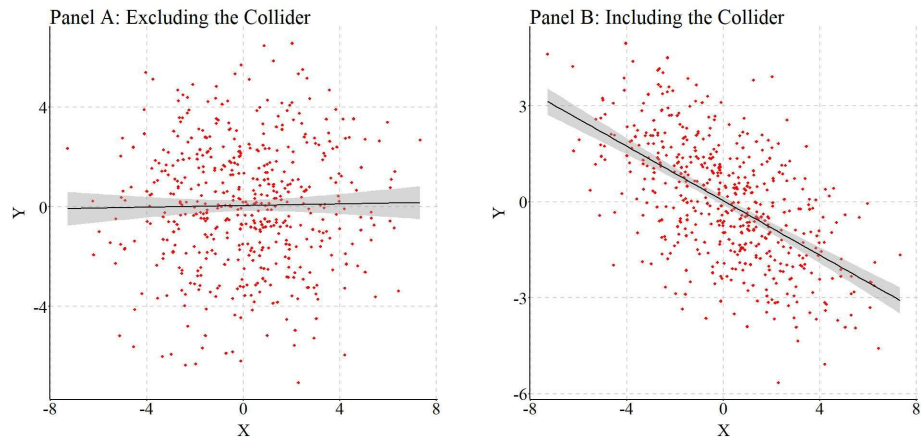 Panel A: Excluding the Collider
Y
4
0
-4
-8
-4
0
4
8
X
Panel B: Including the Collider
Y
3
0
-3
-6
-8
-4
0
4
8
X